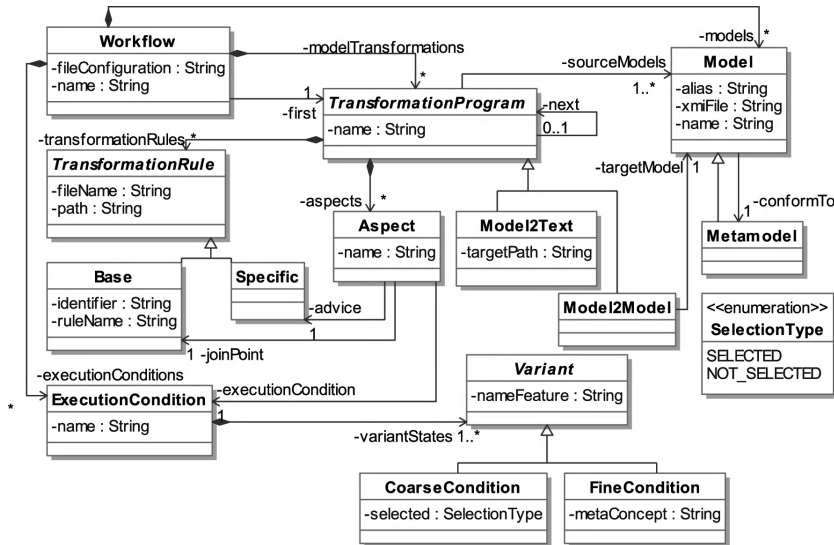 Workflow
-fileConfiguration : String
-name : String
-modelTransformations
*
-models
*
-sourceModels
1..*
Model
-alias : String
-xmiFile : String
-name : String
1
-first
TransformationProgram
-name : String
-next
0..1
-transformationRules
*
TransformationRule
-fileName : String
-path : String
-aspects
*
-targetModel
1
-conformTo
1
Aspect
-name : String
Model2Text
-targetPath : String
Metamodel
Base
-identifier : String
-ruleName : String
Specific
-advice
1
Model2Model
<<enumeration>>
SelectionType
SELECTED
NOT_SELECTED
1 -joinPoint
-executionConditions
*
-executionCondition
ExecutionCondition
-name : String
1
-variantStates 1..*
Variant
-nameFeature : String
CoarseCondition
-selected : SelectionType
FineCondition
-metaConcept : String